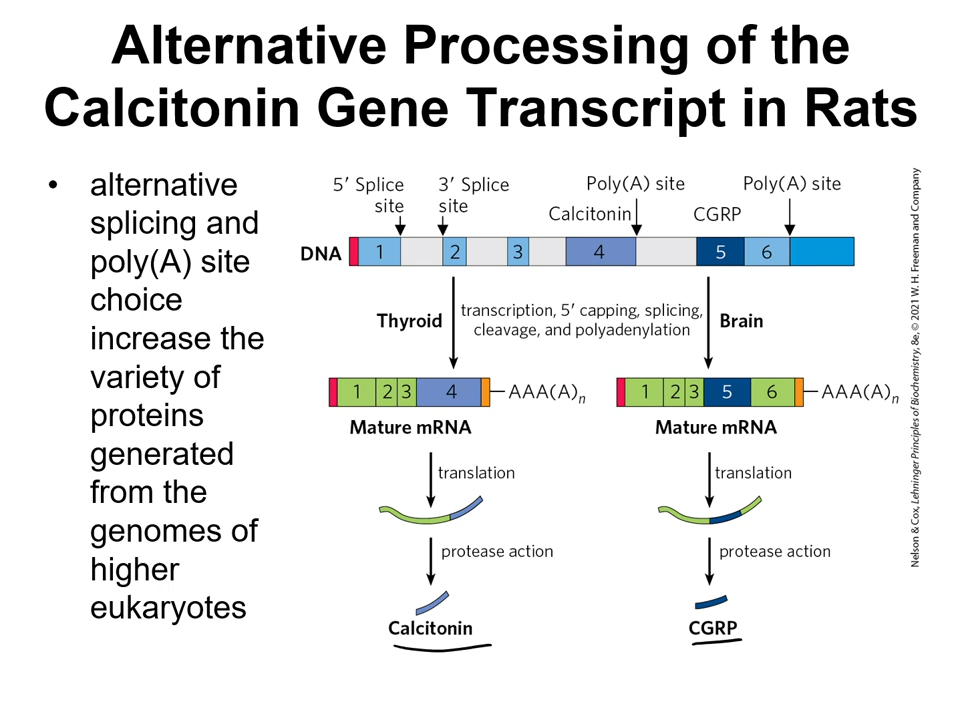 Alternative Processing of the
Calcitonin Gene Transcript in Rats
• alternative
splicing and
poly(A) site
choice
increase the
variety of
proteins
generated
from the
genomes of
higher
eukaryotes
5′ Splice
site
3′ Splice
site
Poly(A) site
Poly(A) site
Calcitonin
CGRP
DNA
1
2
3
4
5
6
Thyroid
transcription, 5′ capping, splicing,
cleavage, and polyadenylation
Brain
1 2 3 4 AAA(A)n
1 2 3 5 6 AAA(A)n
Mature mRNA
Mature mRNA
translation
translation
protease action
protease action
Calcitonin
CGRP
Nelson & Cox, Lehninger Principles of Biochemistry, 8e, © 2021 W. H. Freeman and Company